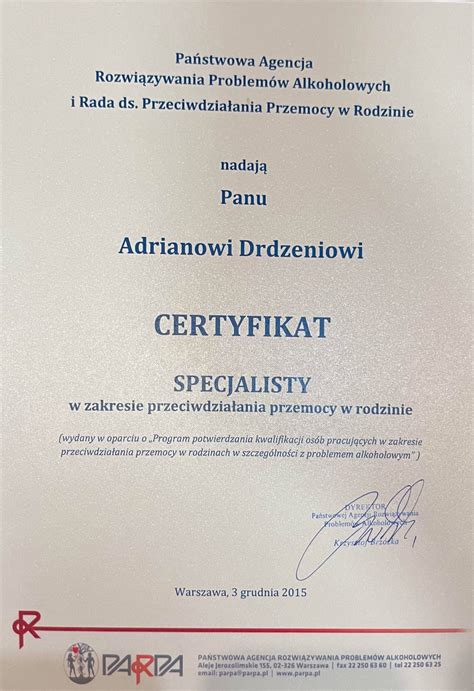 Państwowa Agencja
Rozwiązywania Problemów Alkoholowych
i Rada ds. Przeciwdziałania Przemocy w Rodzinie
nadają
Panu
Adrianowi Drdzeniowi
CERTYFIKAT
SPECJALISTY
w zakresie przeciwdziałania przemocy w rodzinie
(wydany w oparciu o „Program potwierdzania kwalifikacji osób pracujących w zakresie
przeciwdziałania przemocy w rodzinach w szczególności z problemem alkoholowym" )
DYREKTOR
Państwowej Agencji Rozwiązywania
Problemów Alkoholowych
Krzysztof Brzózka
Warszawa, 3 grudnia 2015
PARPA
PAŃSTWOWA AGENCJA ROZWIĄZYWANIA PROBLEMÓW ALKOHOLOWYCH
Aleje Jerozolimskie 155, 02-326 Warszawa | fax 22 250 63 60 | tel 22 250 63 25
email: parpa@parpa.pl | www.parpa.pl